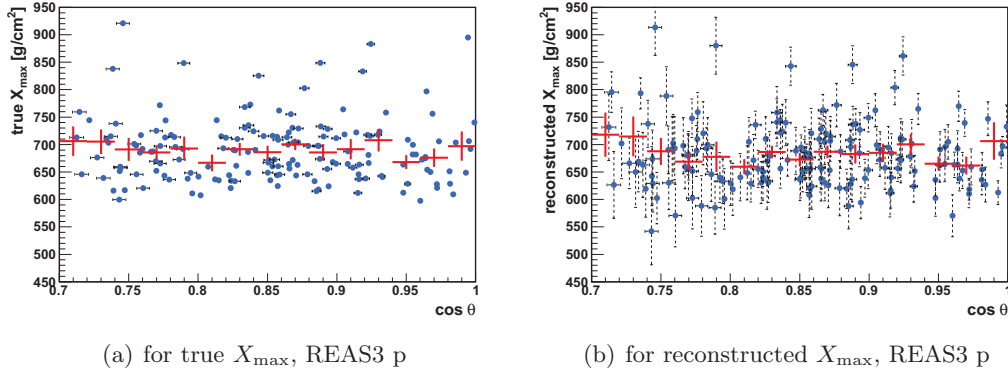 true X_max [g/cm²]
950
900
850
800
750
700
650
600
550
500
450
0.7 0.75 0.8 0.85 0.9 0.95 1
cos θ
(a) for true X_max, REAS3 p
reconstructed X_max [g/cm²]
950
900
850
800
750
700
650
600
550
500
450
0.7 0.75 0.8 0.85 0.9 0.95 1
cos θ
(b) for reconstructed X_max, REAS3 p